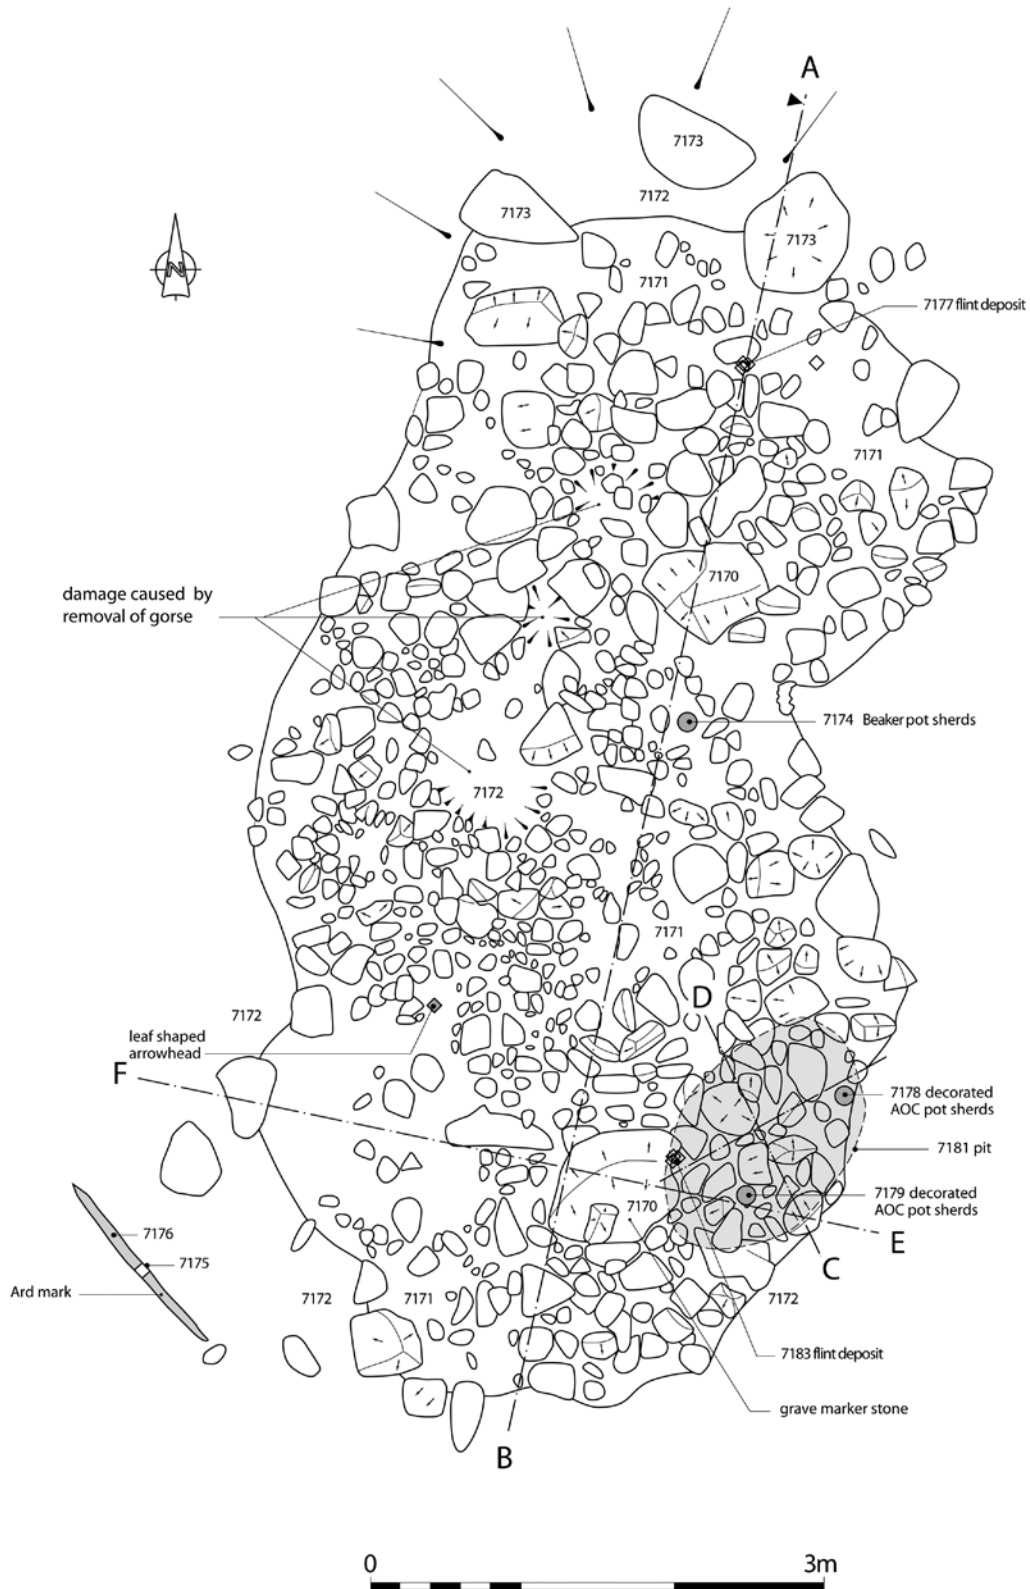 A
7173
7172
7173
7173
N
7171
7177 flint deposit
7171
7170
damage caused by
removal of gorse
7174 Beaker pot sherds
7172
7171
D
7172
leaf shaped
arrowhead
F
7178 decorated
AOC pot sherds
7181 pit
7179 decorated
AOC pot sherds
7170
E
7176
C
7175
Ard mark
7172
7171
7172
7183 flint deposit
grave marker stone
B
0
3m